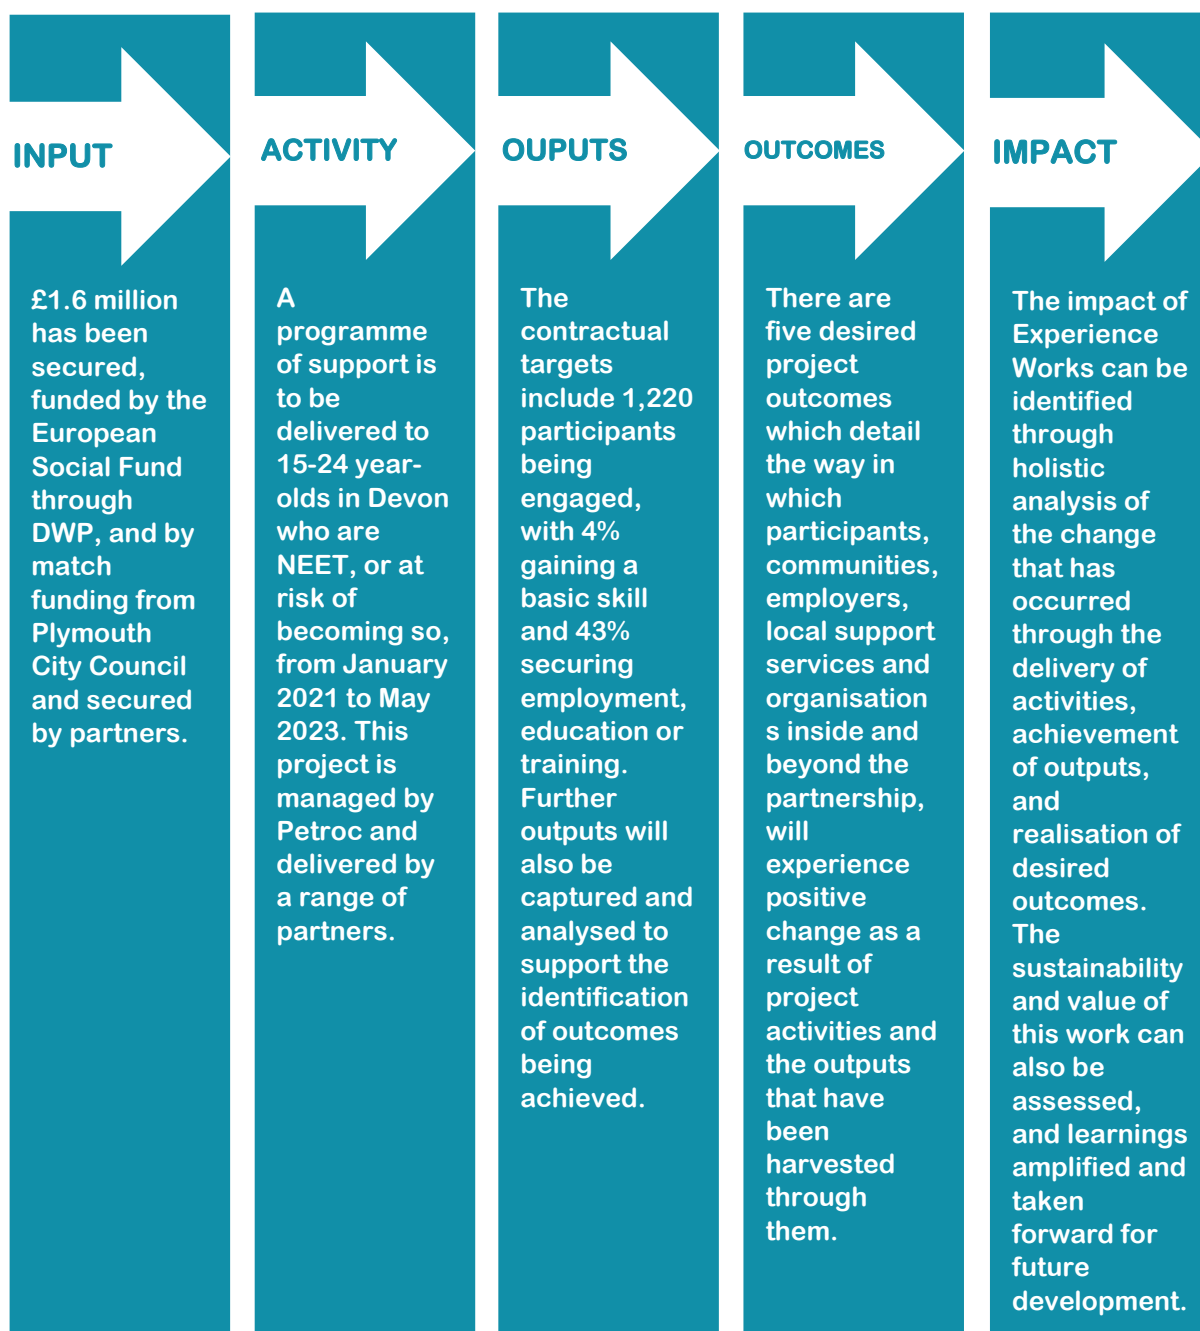 INPUT
£1.6 million
has been
secured,
funded by the
European
Social Fund
through
DWP, and by
match
funding from
Plymouth
City Council
and secured
by partners.
ACTIVITY
A
programme
of support is
to be
delivered to
15-24 year-
olds in Devon
who are
NEET, or at
risk of
becoming so,
from January
2021 to May
2023. This
project is
managed by
Petroc and
delivered by
a range of
partners.
OUPUTS
The
contractual
targets
include 1,220
participants
being
engaged,
with 4%
gaining a
basic skill
and 43%
securing
employment,
education or
training.
Further
outputs will
also be
captured and
analysed to
support the
identification
of outcomes
being
achieved.
OUTCOMES
There are
five desired
project
outcomes
which detail
the way in
which
participants,
communities,
employers,
local support
services and
organisation
s inside and
beyond the
partnership,
will
experience
positive
change as a
result of
project
activities and
the outputs
that have
been
harvested
through
them.
IMPACT
The impact of
Experience
Works can be
identified
through
holistic
analysis of
the change
that has
occurred
through the
delivery of
activities,
achievement
of outputs,
and
realisation of
desired
outcomes.
The
sustainability
and value of
this work can
also be
assessed,
and learnings
amplified and
taken
forward for
future
development.